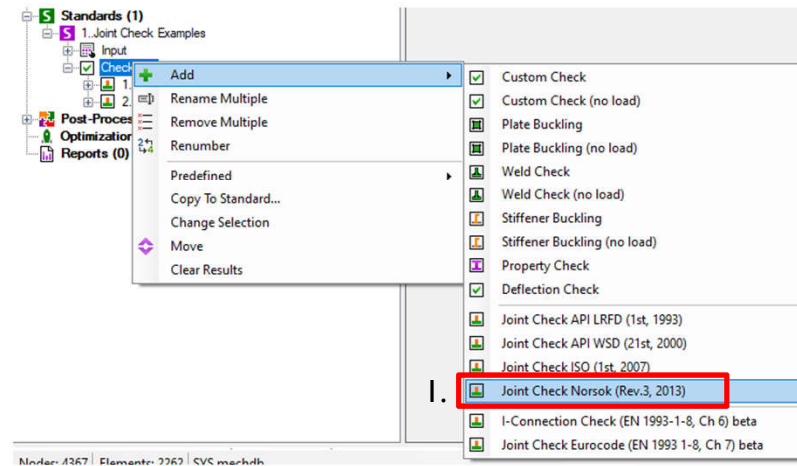 Standards (1)
1..Joint Check Examples
Input
Check
1.
2.
Post-Proces
Optimization
Reports (0)
Add
Rename Multiple
Remove Multiple
Renumber
Predefined
Copy To Standard...
Change Selection
Move
Clear Results
Custom Check
Custom Check (no load)
Plate Buckling
Plate Buckling (no load)
Weld Check
Weld Check (no load)
Stiffener Buckling
Stiffener Buckling (no load)
Property Check
Deflection Check
Joint Check API LRFD (1st, 1993)
Joint Check API WSD (21st, 2000)
Joint Check ISO (1st, 2007)
1. Joint Check Norsok (Rev.3, 2013)
I-Connection Check (EN 1993-1-8, Ch 6) beta
Joint Check Eurocode (EN 1993 1-8, Ch 7) beta
Nodes: 4367 Elements: 2262 SYS.mechdb